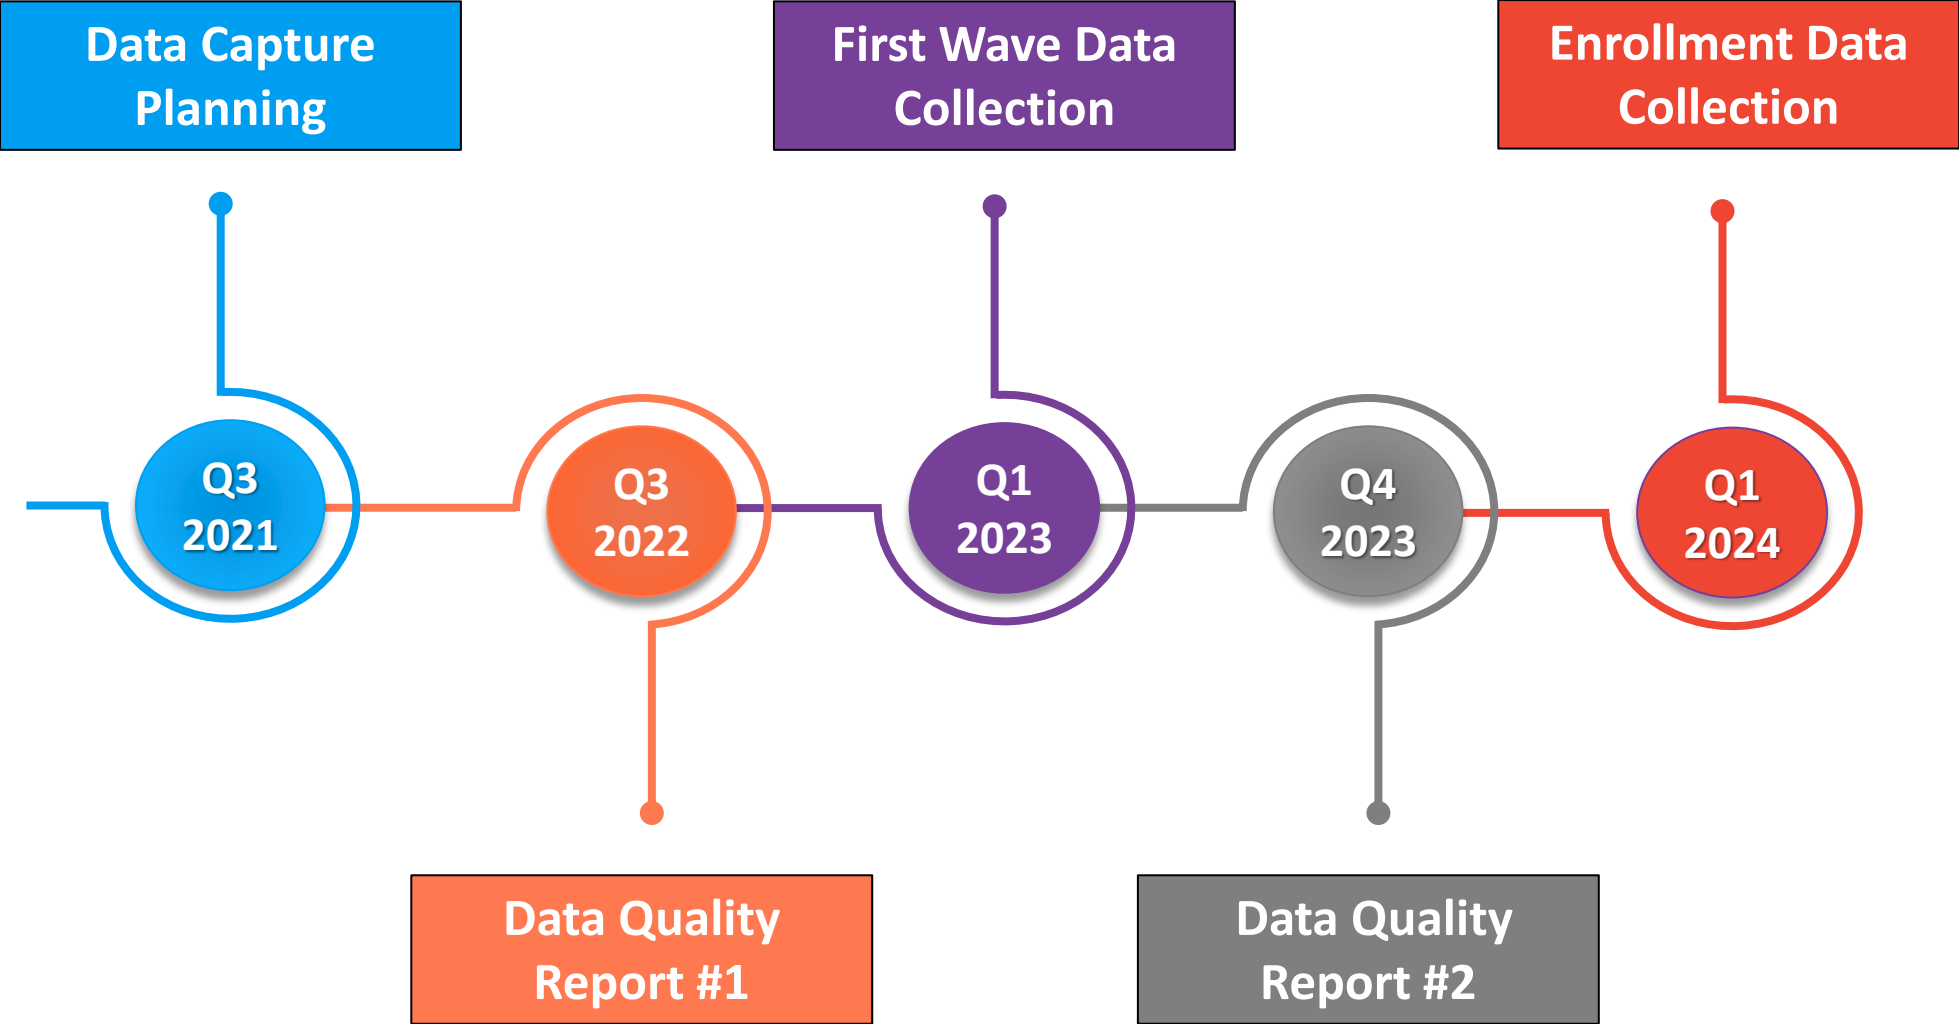 Data Capture
Planning
First Wave Data
Collection
Enrollment Data
Collection
Q3
2021
Q3
2022
Q1
2023
Q4
2023
Q1
2024
Data Quality
Report #1
Data Quality
Report #2